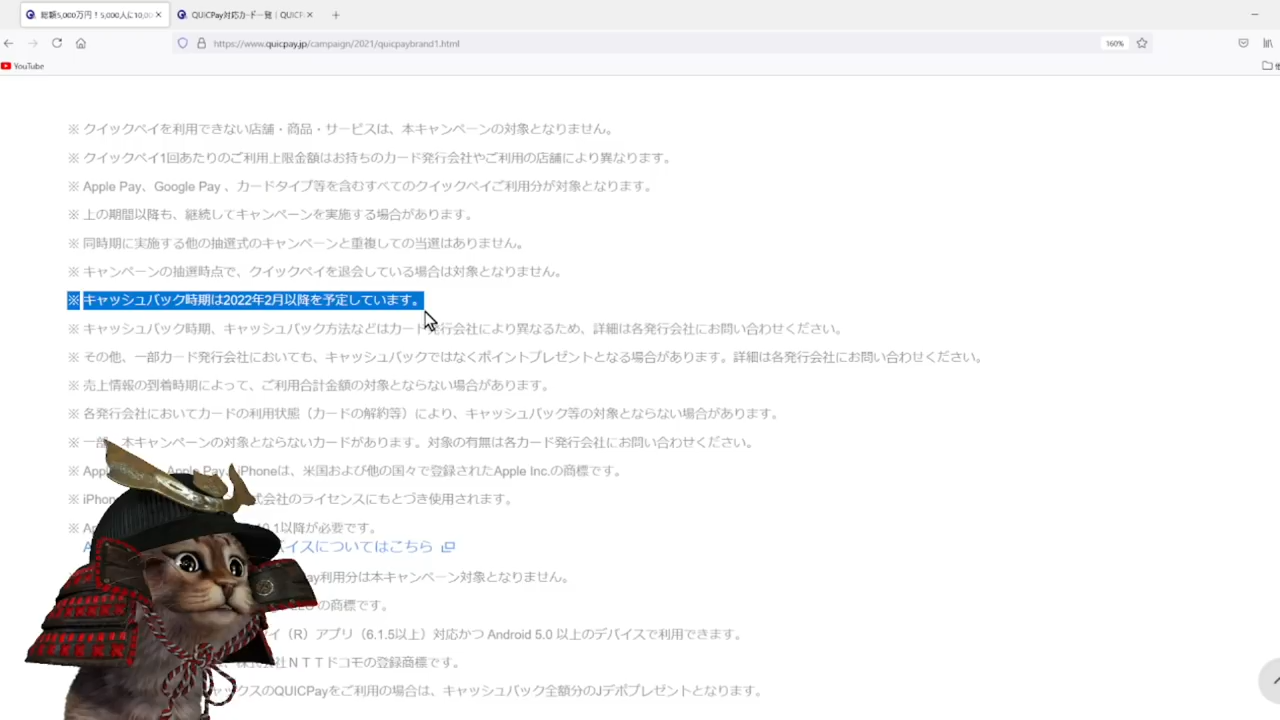 総額5,000万円!5,000人に10,00
QUICPay対応カード一覧 | QUICF
https://www.quicpay.jp/campaign/2021/quicpaybrand1.html
160%
YouTube
※ クイックペイを利用できない店舗・商品・サービスは、本キャンペーンの対象となりません。
※ クイックペイ1回あたりのご利用上限金額はお持ちのカード発行会社やご利用の店舗により異なります。
※ Apple Pay、Google Pay 、カードタイプ等を含むすべてのクイックペイご利用分が対象となります。
※ 上の期間以降も、継続してキャンペーンを実施する場合があります。
※ 同時期に実施する他の抽選式のキャンペーンと重複しての当選はありません。
※ キャンペーンの抽選時点で、クイックペイを退会している場合は対象となりません。
※ キャッシュバック時期は2022年2月以降を予定しています。
※ キャッシュバック時期、キャッシュバック方法などはカード発行会社により異なるため、詳細は各発行会社にお問い合わせください。
※ その他、一部カード発行会社においても、キャッシュバックではなくポイントプレゼントとなる場合があります。詳細は各発行会社にお問い合わせください。
※ 売上情報の到着時期によって、ご利用合計金額の対象とならない場合があります。
※ 各発行会社においてカードの利用状態（カードの解約等）により、キャッシュバック等の対象とならない場合があります。
※ 一部、本キャンペーンの対象とならないカードがあります。対象の有無は各カード発行会社にお問い合わせください。
※ Appl Apple Pay、iPhoneは、米国および他の国々で登録されたApple Inc.の商標です。
※ iPhon 式会社のライセンスにもとづき使用されます。
※ Ap 10.1以降が必要です。
イスについてはこちら
ay利用分は本キャンペーン対象となりません。
の商標です。
イ（R）アプリ（6.1.5以上）対応かつ Android 5.0 以上のデバイスで利用できます。
株式会社ＮＴＴドコモの登録商標です。
ックスのQUICPayをご利用の場合は、キャッシュバック全額分のJデポプレゼントとなります。